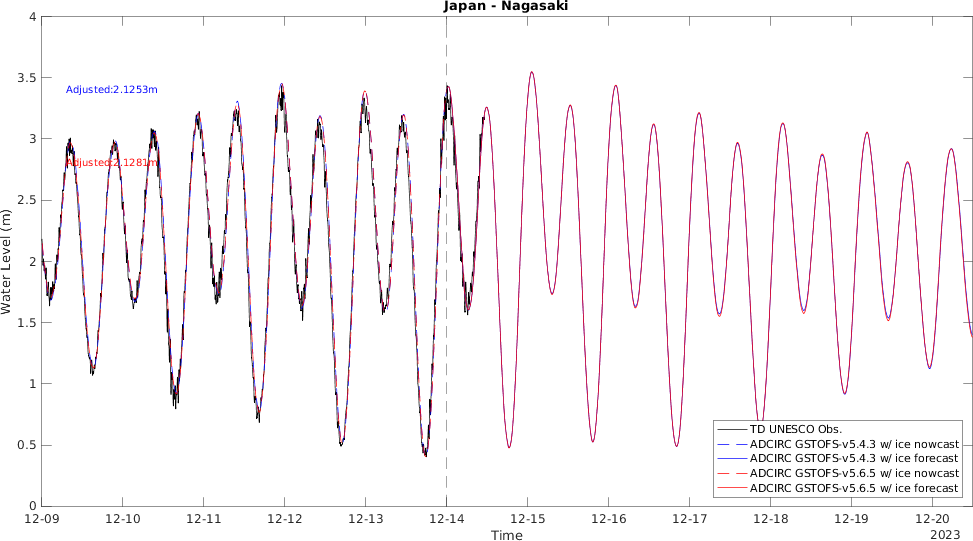 Japan - Nagasaki
4
3.5
3
2.5
2
1.5
1
0.5
0
Water Level (m)
Adjusted:2.1253m
Adjusted:2.1281m
TD UNESCO Obs.
ADCIRC GSTOFS-v5.4.3 w/ ice nowcast
ADCIRC GSTOFS-v5.4.3 w/ ice forecast
ADCIRC GSTOFS-v5.6.5 w/ ice nowcast
ADCIRC GSTOFS-v5.6.5 w/ ice forecast
12-09 12-10 12-11 12-12 12-13 12-14 12-15 12-16 12-17 12-18 12-19 12-20
2023
Time